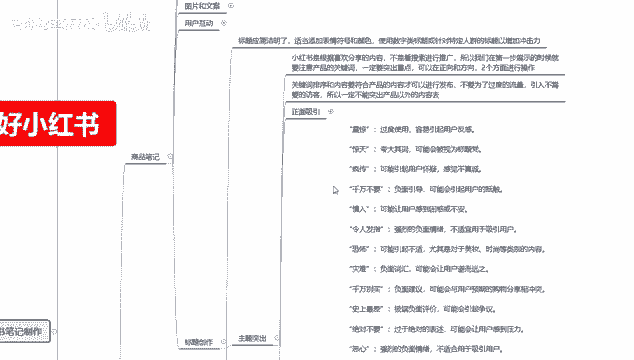 图片和文案
用户互动
标题应简洁明了，适当添加表情符号和颜色，使用数字类标题或针对特定人群的标题以增加冲击力
小红书是根据喜欢分享的内容，不是看搜索进行推广，所以我们在第一步展示的时候就
要注意产品的关键词，一定要突出重点，可以在正向和方向，2个方面进行操作
关键词排序和内容要符合产品的内容才可以进行发布，不要为了过度的流量，引入不需
要的访客，所以一定不能突出产品以外的内容去
正面吸引
好小红书
商品笔记
“震惊”：过度使用，容易引起用户反感。
“惊天”：夸大其词，可能会被视为标题党。
“疯传”：可能引起用户怀疑，感觉不真诚。
“千万不要”：负面引导，可能会引起用户的抵触。
“慎入”：可能让用户感到困惑或不安。
“令人发指”：强烈的负面情绪，不适宜用于吸引用户。
“恐怖”：可能引起不适，尤其是对于美妆、时尚等类别的内容。
“灾难”：负面词汇，可能会让用户避而远之。
“千万别买”：负面建议，可能会与用户预期的购物分享相冲突。
“史上最差”：极端负面评价，可能会引起争议。
“绝对不要”：过于绝对的表述，可能会让用户感到压力。
“恶心”：强烈的负面情绪，不适合用于吸引用户。
书笔记制作
标题创作
主题突出